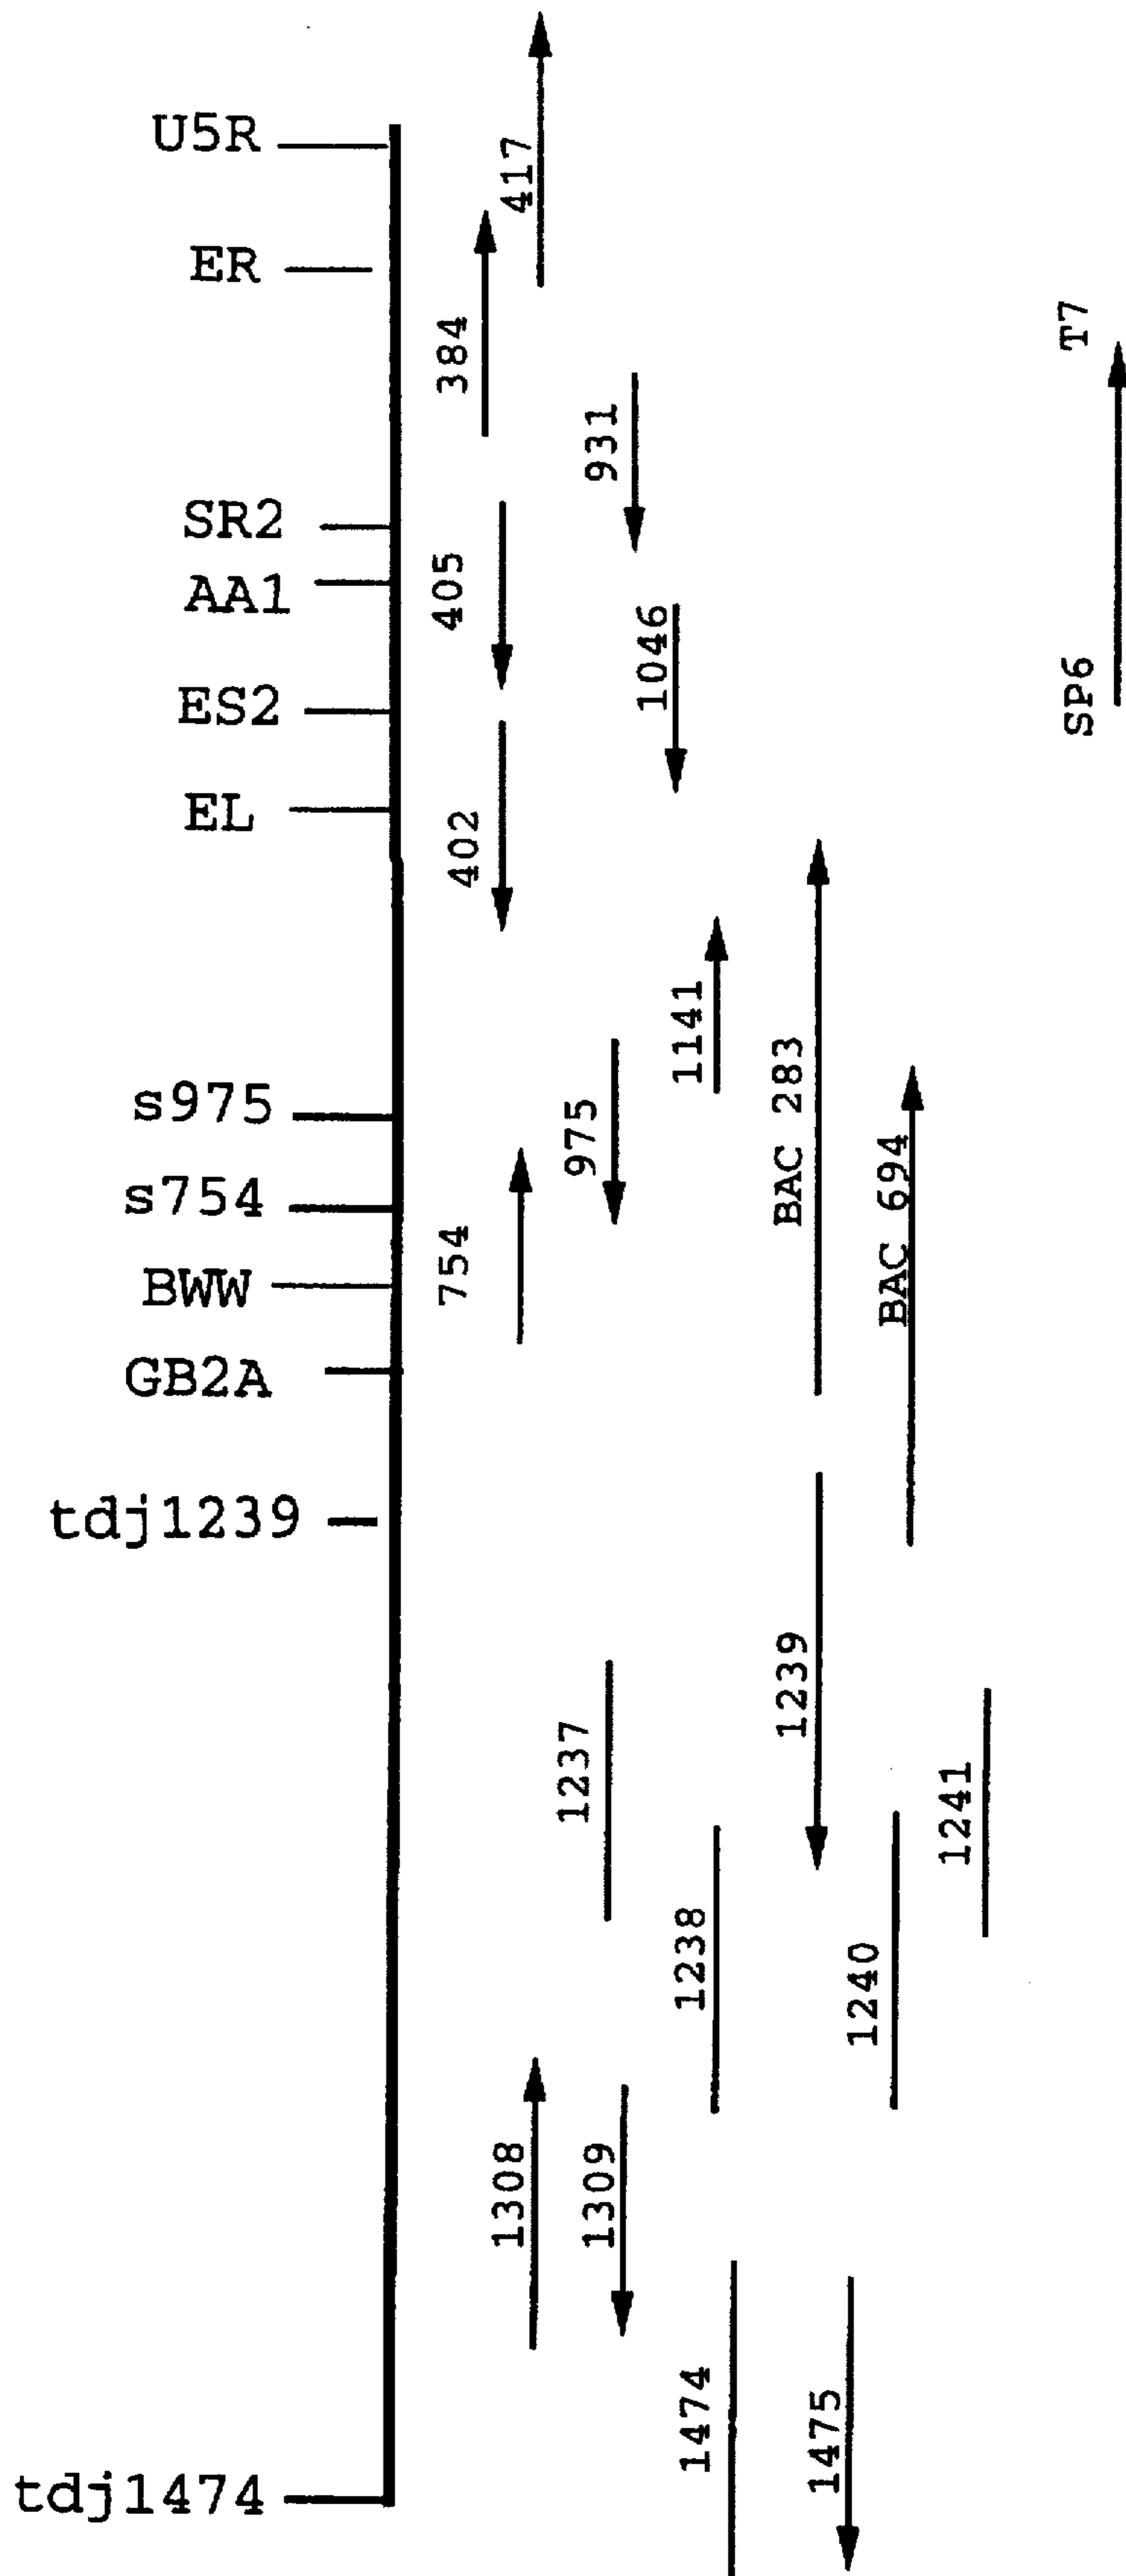 U5R
ER
SR2
AA1
ES2
EL
s975
s754
BWW
GB2A
tdj1239
tdj1474
417
384
931
405
1046
402
1141
975
754
BAC 283
BAC 694
1239
1237
1241
1238
1240
1308
1309
1474
1475
SP6
T7